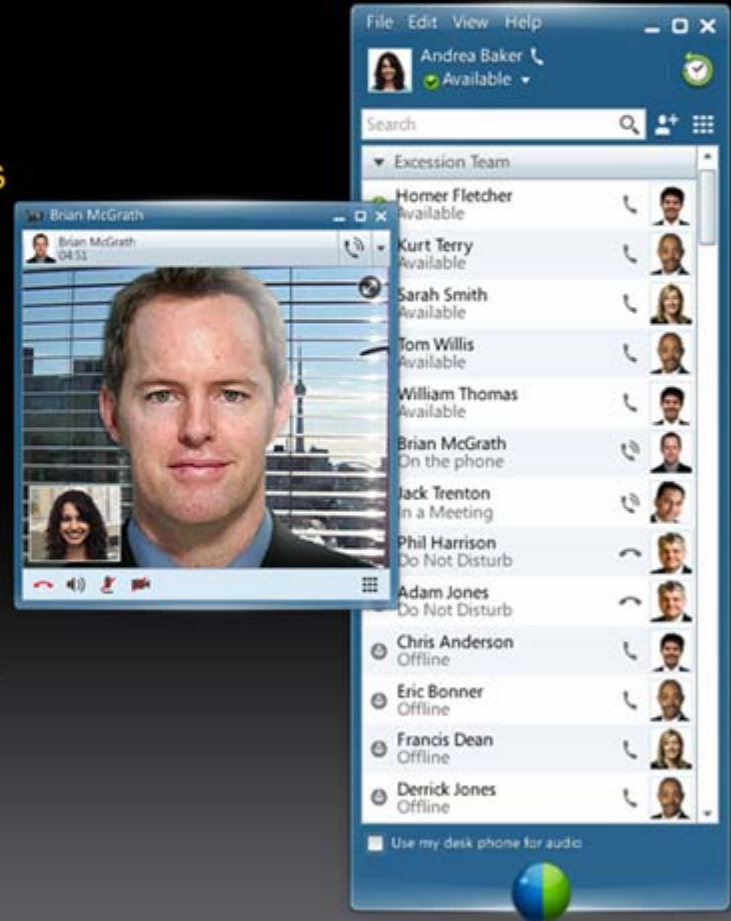 s
Brian McGrath
Brian McGrath
04:51
File Edit View Help
Andrea Baker
Available
Search
Excession Team
Homer Fletcher
Available
Kurt Terry
Available
Sarah Smith
Available
Tom Willis
Available
William Thomas
Available
Brian McGrath
On the phone
Jack Trenton
In a Meeting
Phil Harrison
Do Not Disturb
Adam Jones
Do Not Disturb
Chris Anderson
Offline
Eric Bonner
Offline
Francis Dean
Offline
Derrick Jones
Offline
Use my desk phone for audio